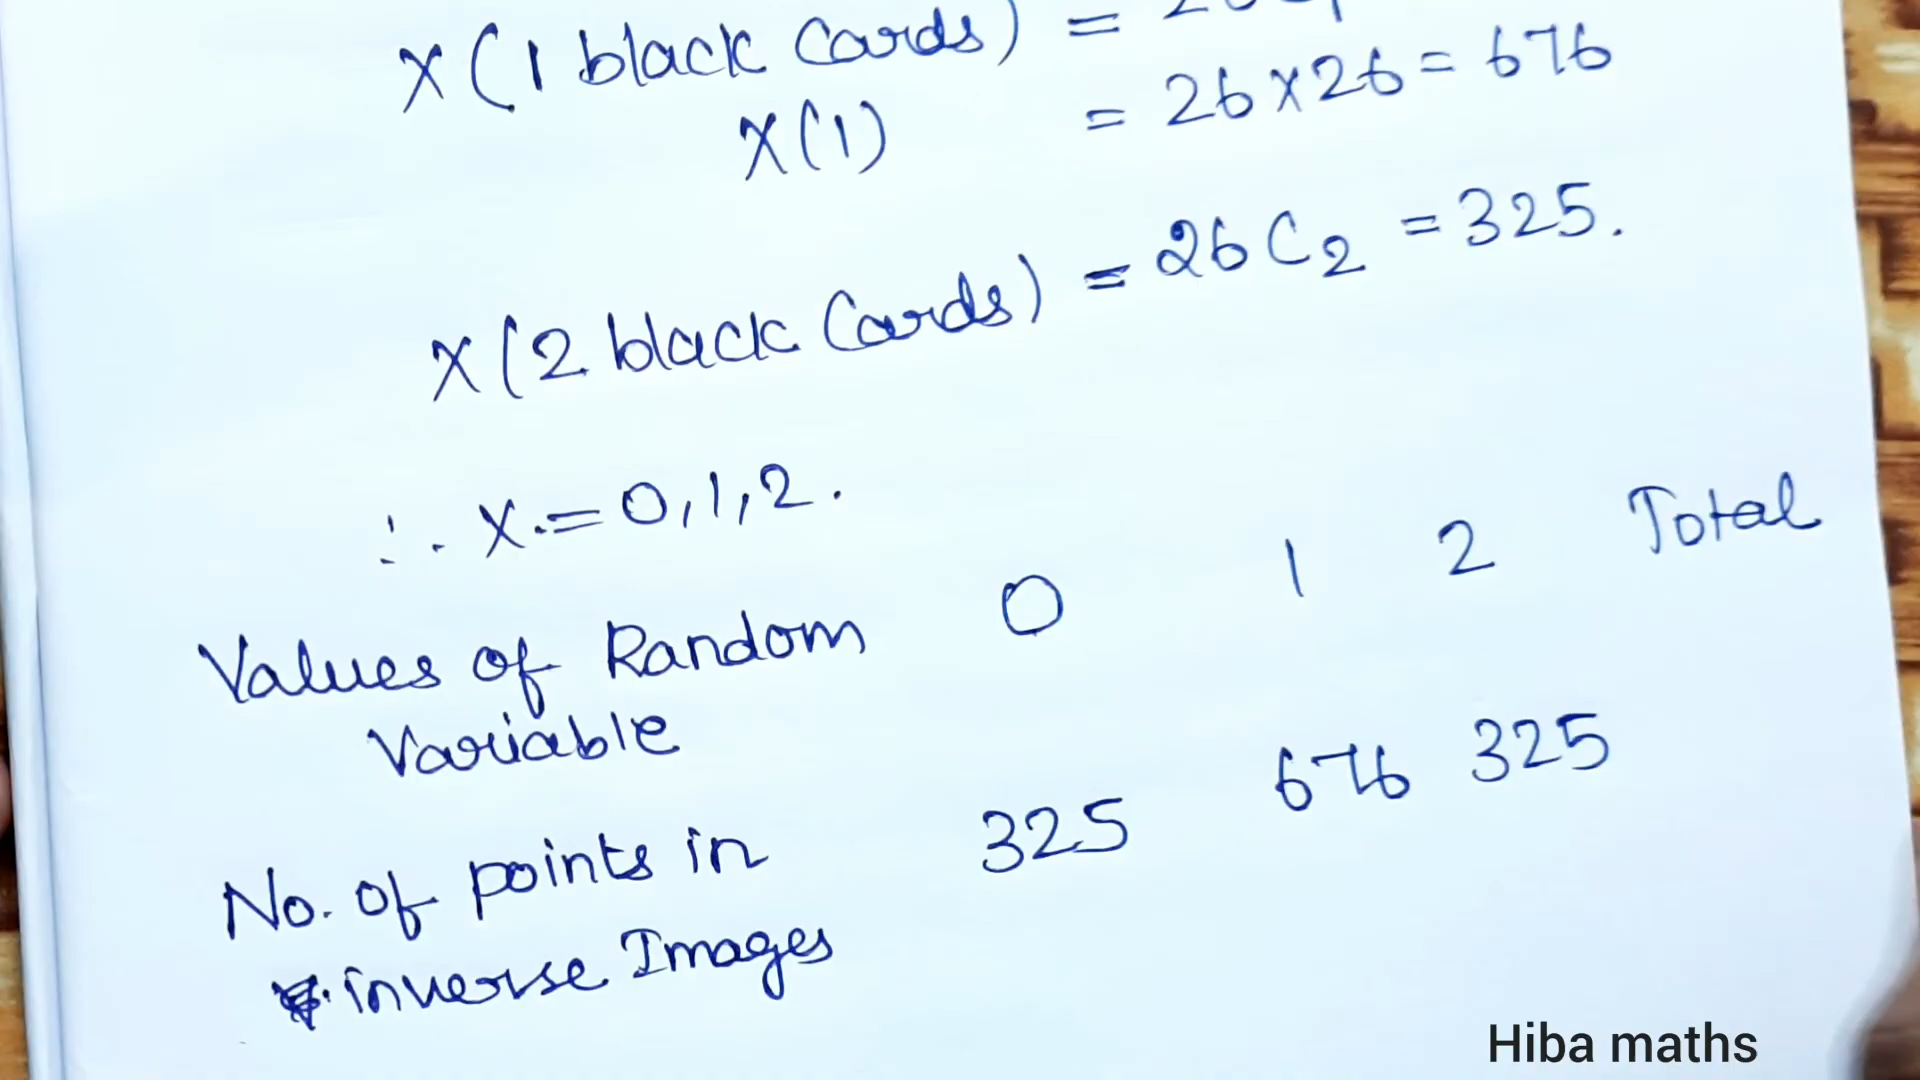 X(1 black Cards) =
X(1) = 26×26 = 676
X(2 black Cards) = 26C₂ = 325.
∴ X = 0,1,2.
Values of Random Variable 0 1 2 Total
No. of points in inverse Images 325 676 325
Hiba maths